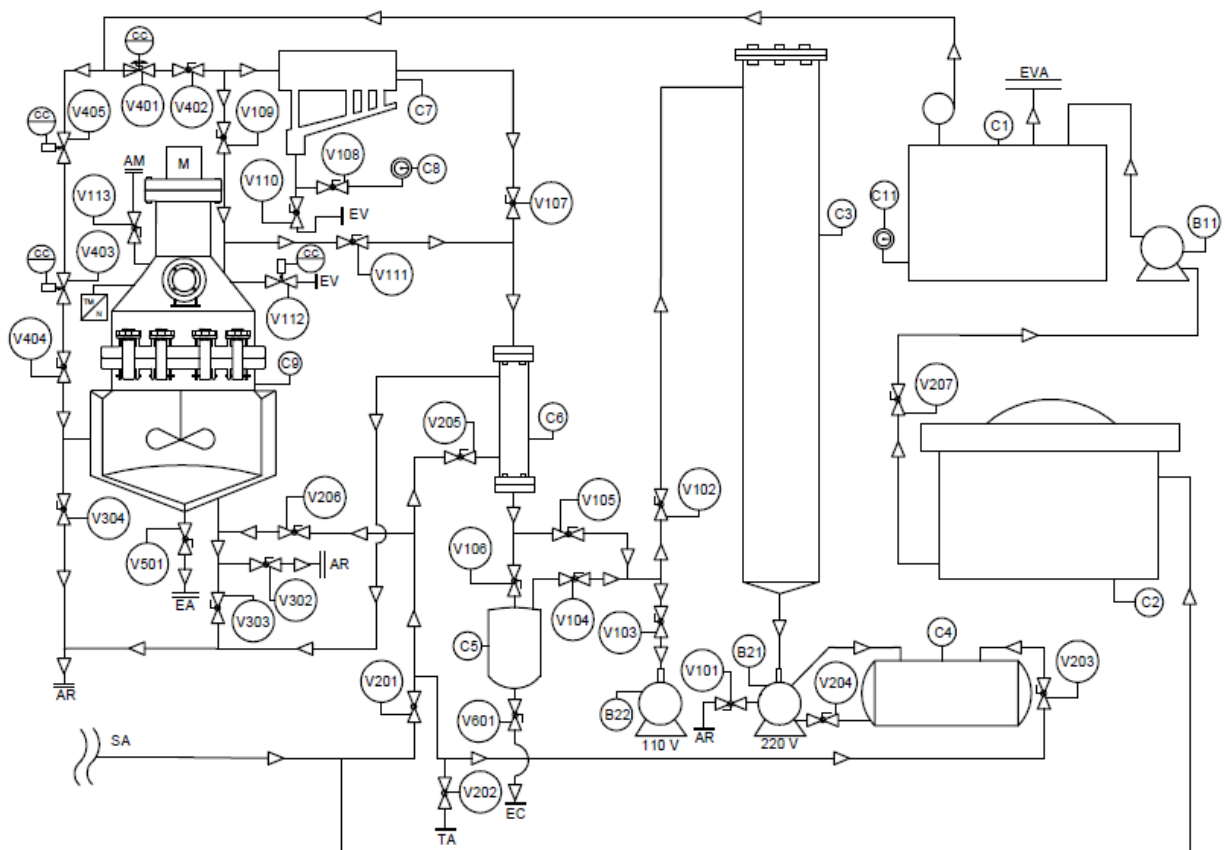 CC
EVA
V405
V401
V402
V109
C7
C1
CC
V108
C8
AM
M
V110
C11
V113
EV
V107
C3
B11
CC
V403
CC
V111
TM
N
EV
V112
V404
C9
V207
V205
C6
V206
V105
V102
V304
V501
V106
AR
V302
EA
V303
V104
C2
V103
C5
C4
B21
V101
V203
AR
V201
V204
B22
V601
AR
110 V
220 V
SA
V202
EC
TA